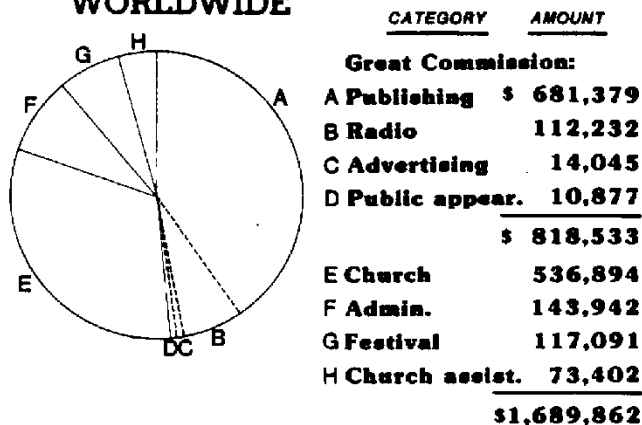 WORLDWIDE
CATEGORY AMOUNT
Great Commission:
A Publishing $ 681,379
B Radio 112,232
C Advertising 14,045
D Public appear. 10,877
$ 818,533
E Church 536,894
F Admin. 143,942
G Festival 117,091
H Church assist. 73,402
$1,689,862
H
G
A
F
E
B
DC